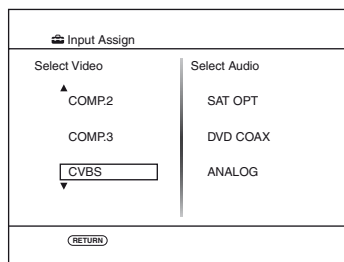 Input Assign
Select Video
COMP.2
COMP.3
CVBS
Select Audio
SAT OPT
DVD COAX
ANALOG
RETURN